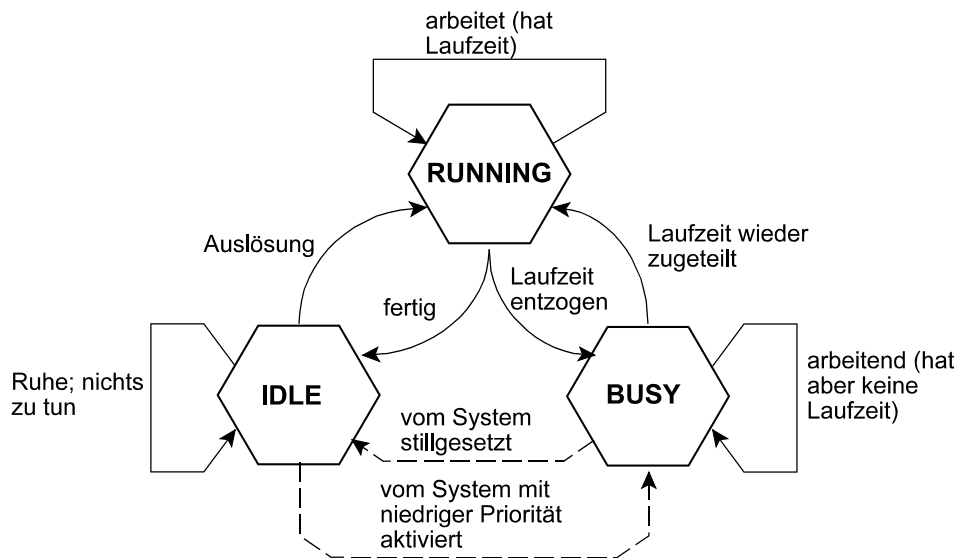 arbeitet (hat
Laufzeit)
RUNNING
Auslösung
Laufzeit wieder
zugeteilt
Laufzeit
entzogen
fertig
Ruhe; nichts
zu tun
IDLE
BUSY
arbeitend (hat
aber keine
Laufzeit)
vom System
stillgesetzt
vom System mit
niedriger Priorität
aktiviert